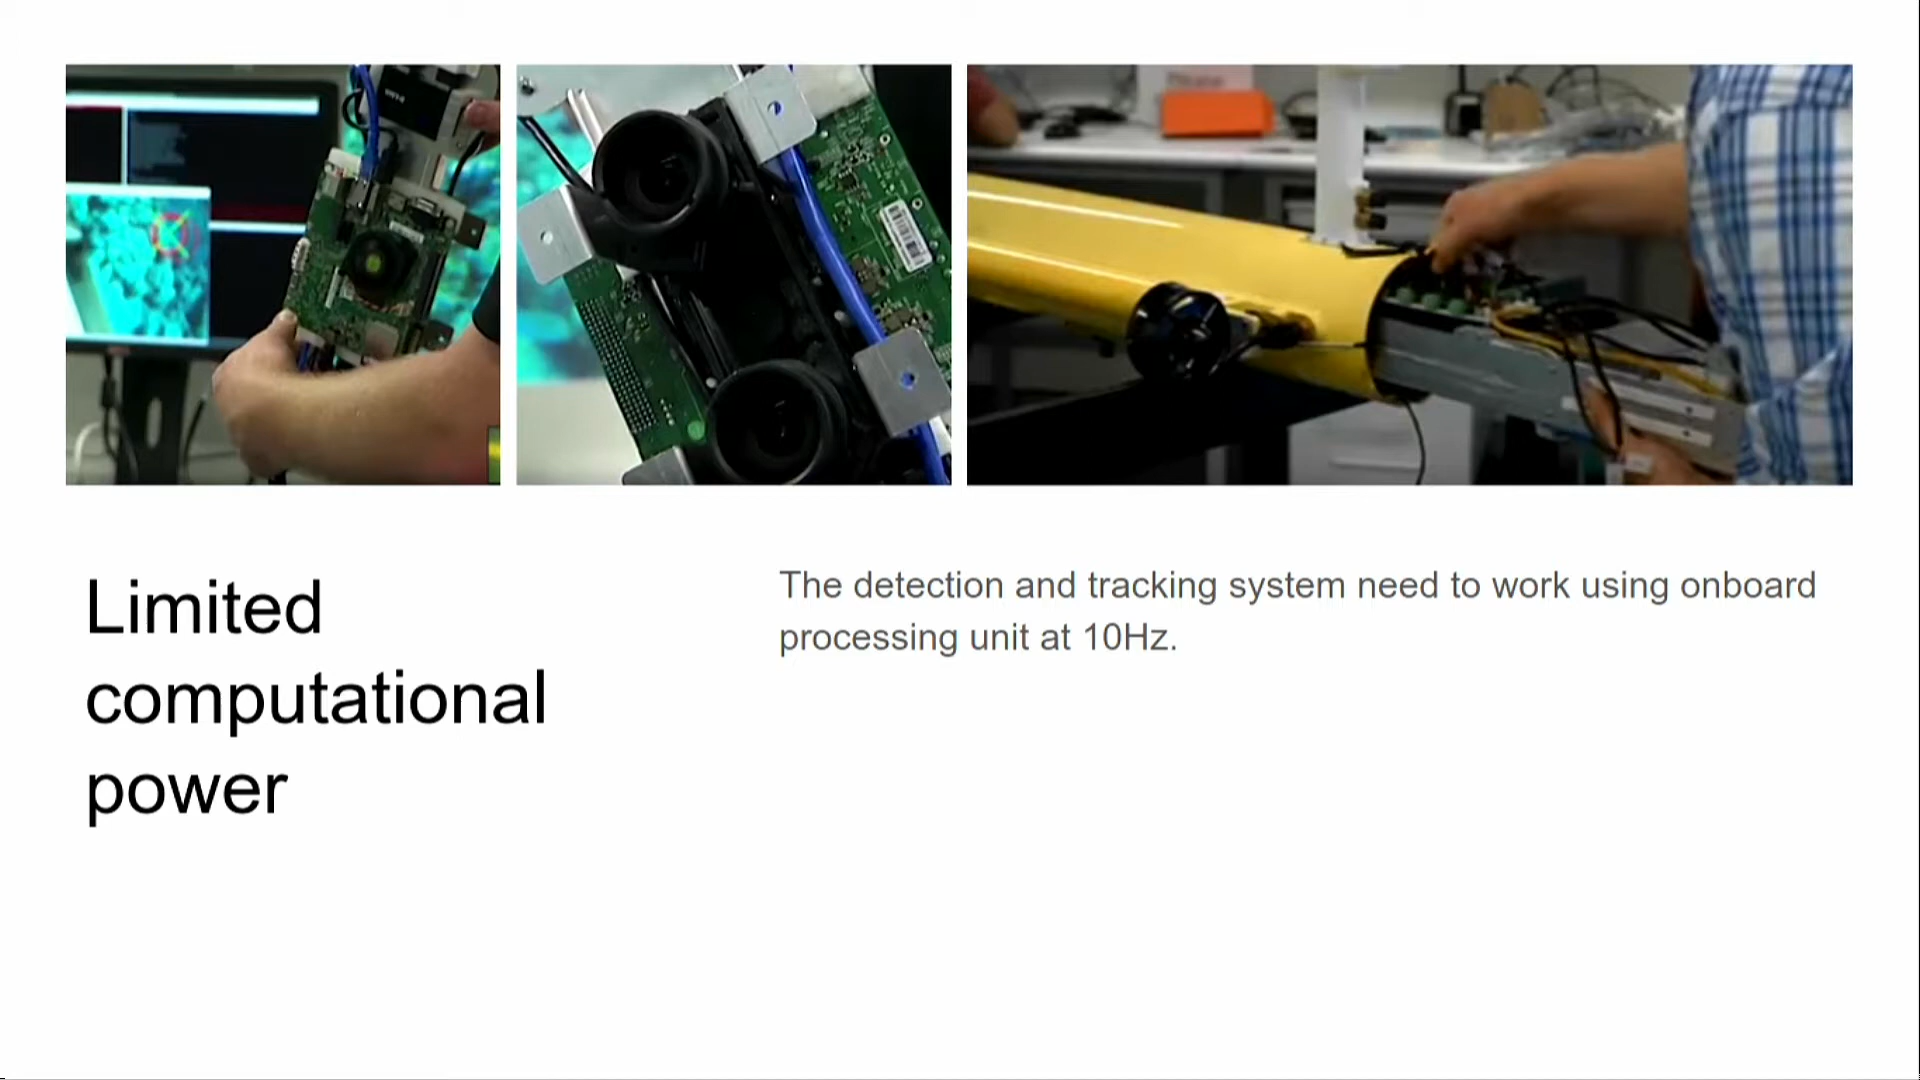 Limited
computational
power
The detection and tracking system need to work using onboard
processing unit at 10Hz.